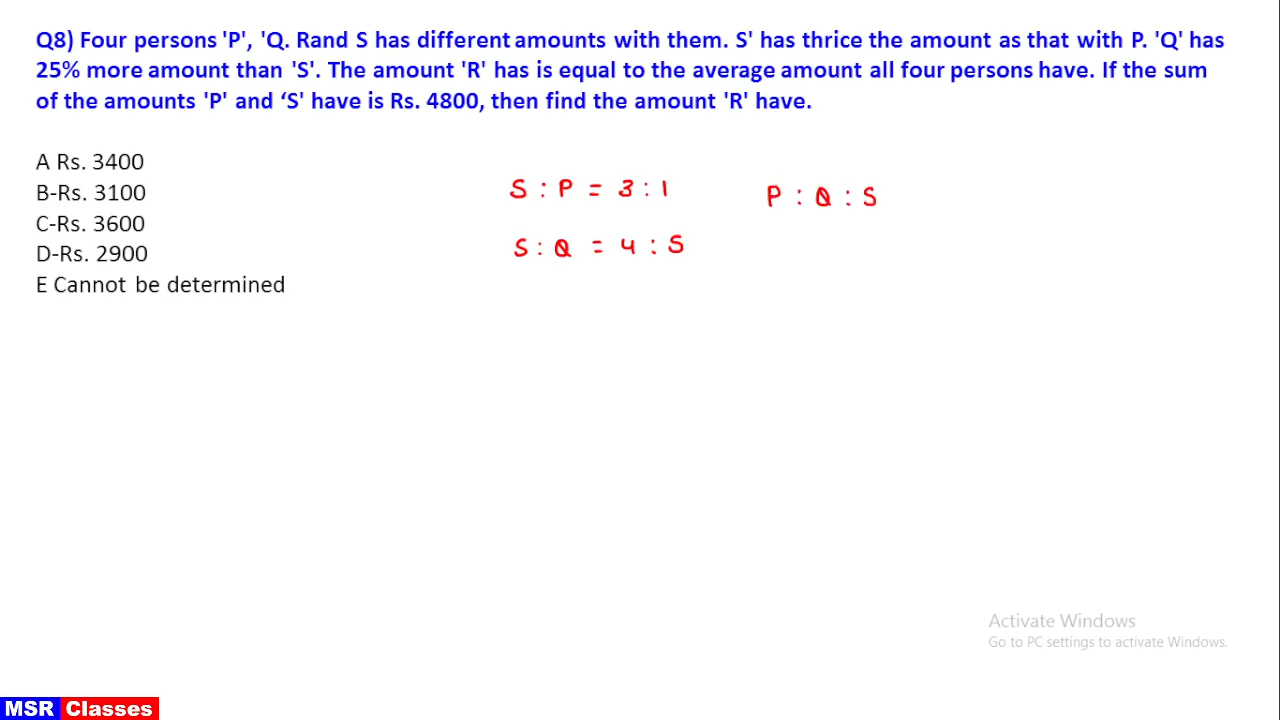 Q8) Four persons 'P', 'Q. Rand S has different amounts with them. S' has thrice the amount as that with P. 'Q' has
25% more amount than 'S'. The amount 'R' has is equal to the average amount all four persons have. If the sum
of the amounts 'P' and ‘S' have is Rs. 4800, then find the amount 'R' have.
A Rs. 3400
B-Rs. 3100
C-Rs. 3600
D-Rs. 2900
E Cannot be determined
S : P = 3 : 1
P : Q : S
S : Q = 4 : 5
Activate Windows
Go to PC settings to activate Windows.
MSR Classes